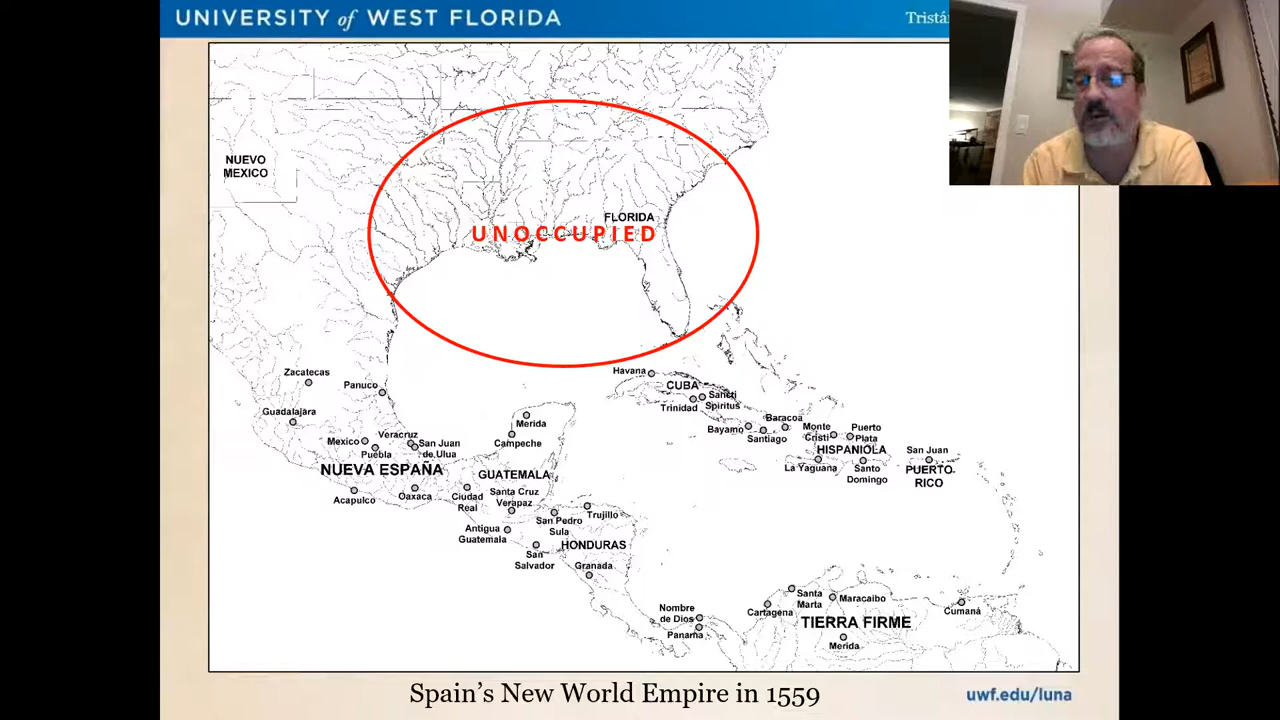 UNIVERSITY of WEST FLORIDA
Tristán
NUEVO
MEXICO
FLORIDA
UNOCCUPIED
Havana
CUBA
Sancti
Spiritus
Trinidad
Baracoa
Bayamo
Santiago
Monte
Cristi
Puerto
Plata
HISPANIOLA
La Yaguana
Santo
Domingo
San Juan
PUERTO
RICO
Zacatecas
Panuco
Guadalajara
Mexico
Veracruz
San Juan
de Ulua
Puebla
NUEVA ESPAÑA
Acapulco
Oaxaca
Merida
Campeche
GUATEMALA
Ciudad
Real
Santa Cruz
Verapaz
San Pedro
Sula
Trujillo
Antigua
Guatemala
HONDURAS
San
Salvador
Granada
Nombre
de Dios
Panama
Cartagena
Santa
Marta
Maracaibo
Cumaná
TIERRA FIRME
Merida
Spain's New World Empire in 1559
uwf.edu/luna